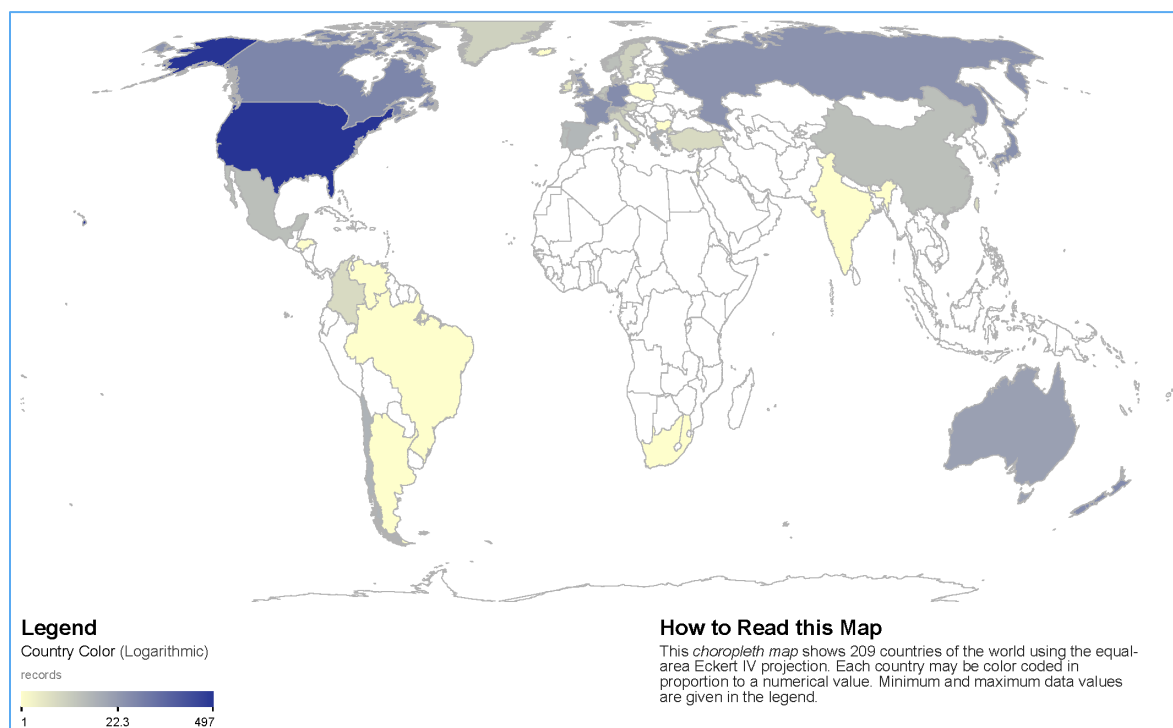 Legend
Country Color (Logarithmic)
records
1 22.3 497
How to Read this Map
This choropleth map shows 209 countries of the world using the equal-
area Eckert IV projection. Each country may be color coded in
proportion to a numerical value. Minimum and maximum data values
are given in the legend.